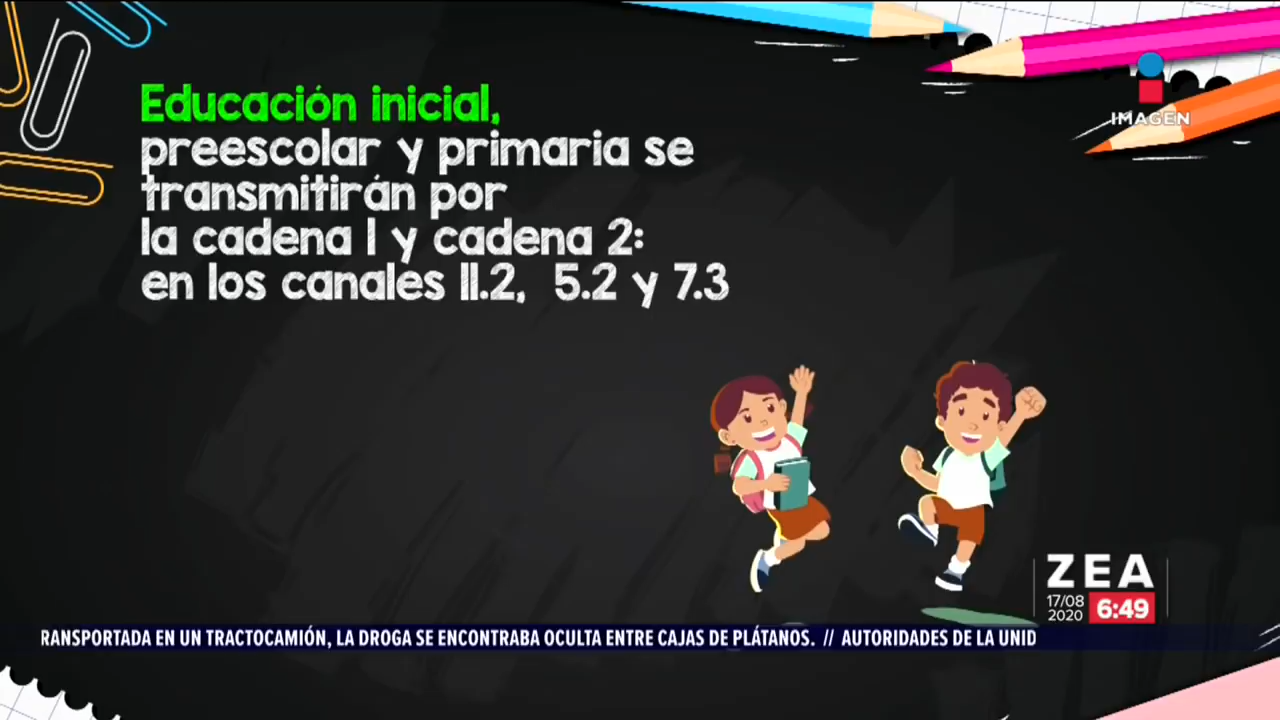 Educación inicial,
preescolar y primaria se
transmitirán por
la cadena 1 y cadena 2:
en los canales 11.2, 5.2 y 7.3
IMAGEN
ZEA
17/08
2020
6:49
RANSPORTADA EN UN TRACTOCAMIÓN, LA DROGA SE ENCONTRABA OCULTA ENTRE CAJAS DE PLÁTANOS. // AUTORIDADES DE LA UNID